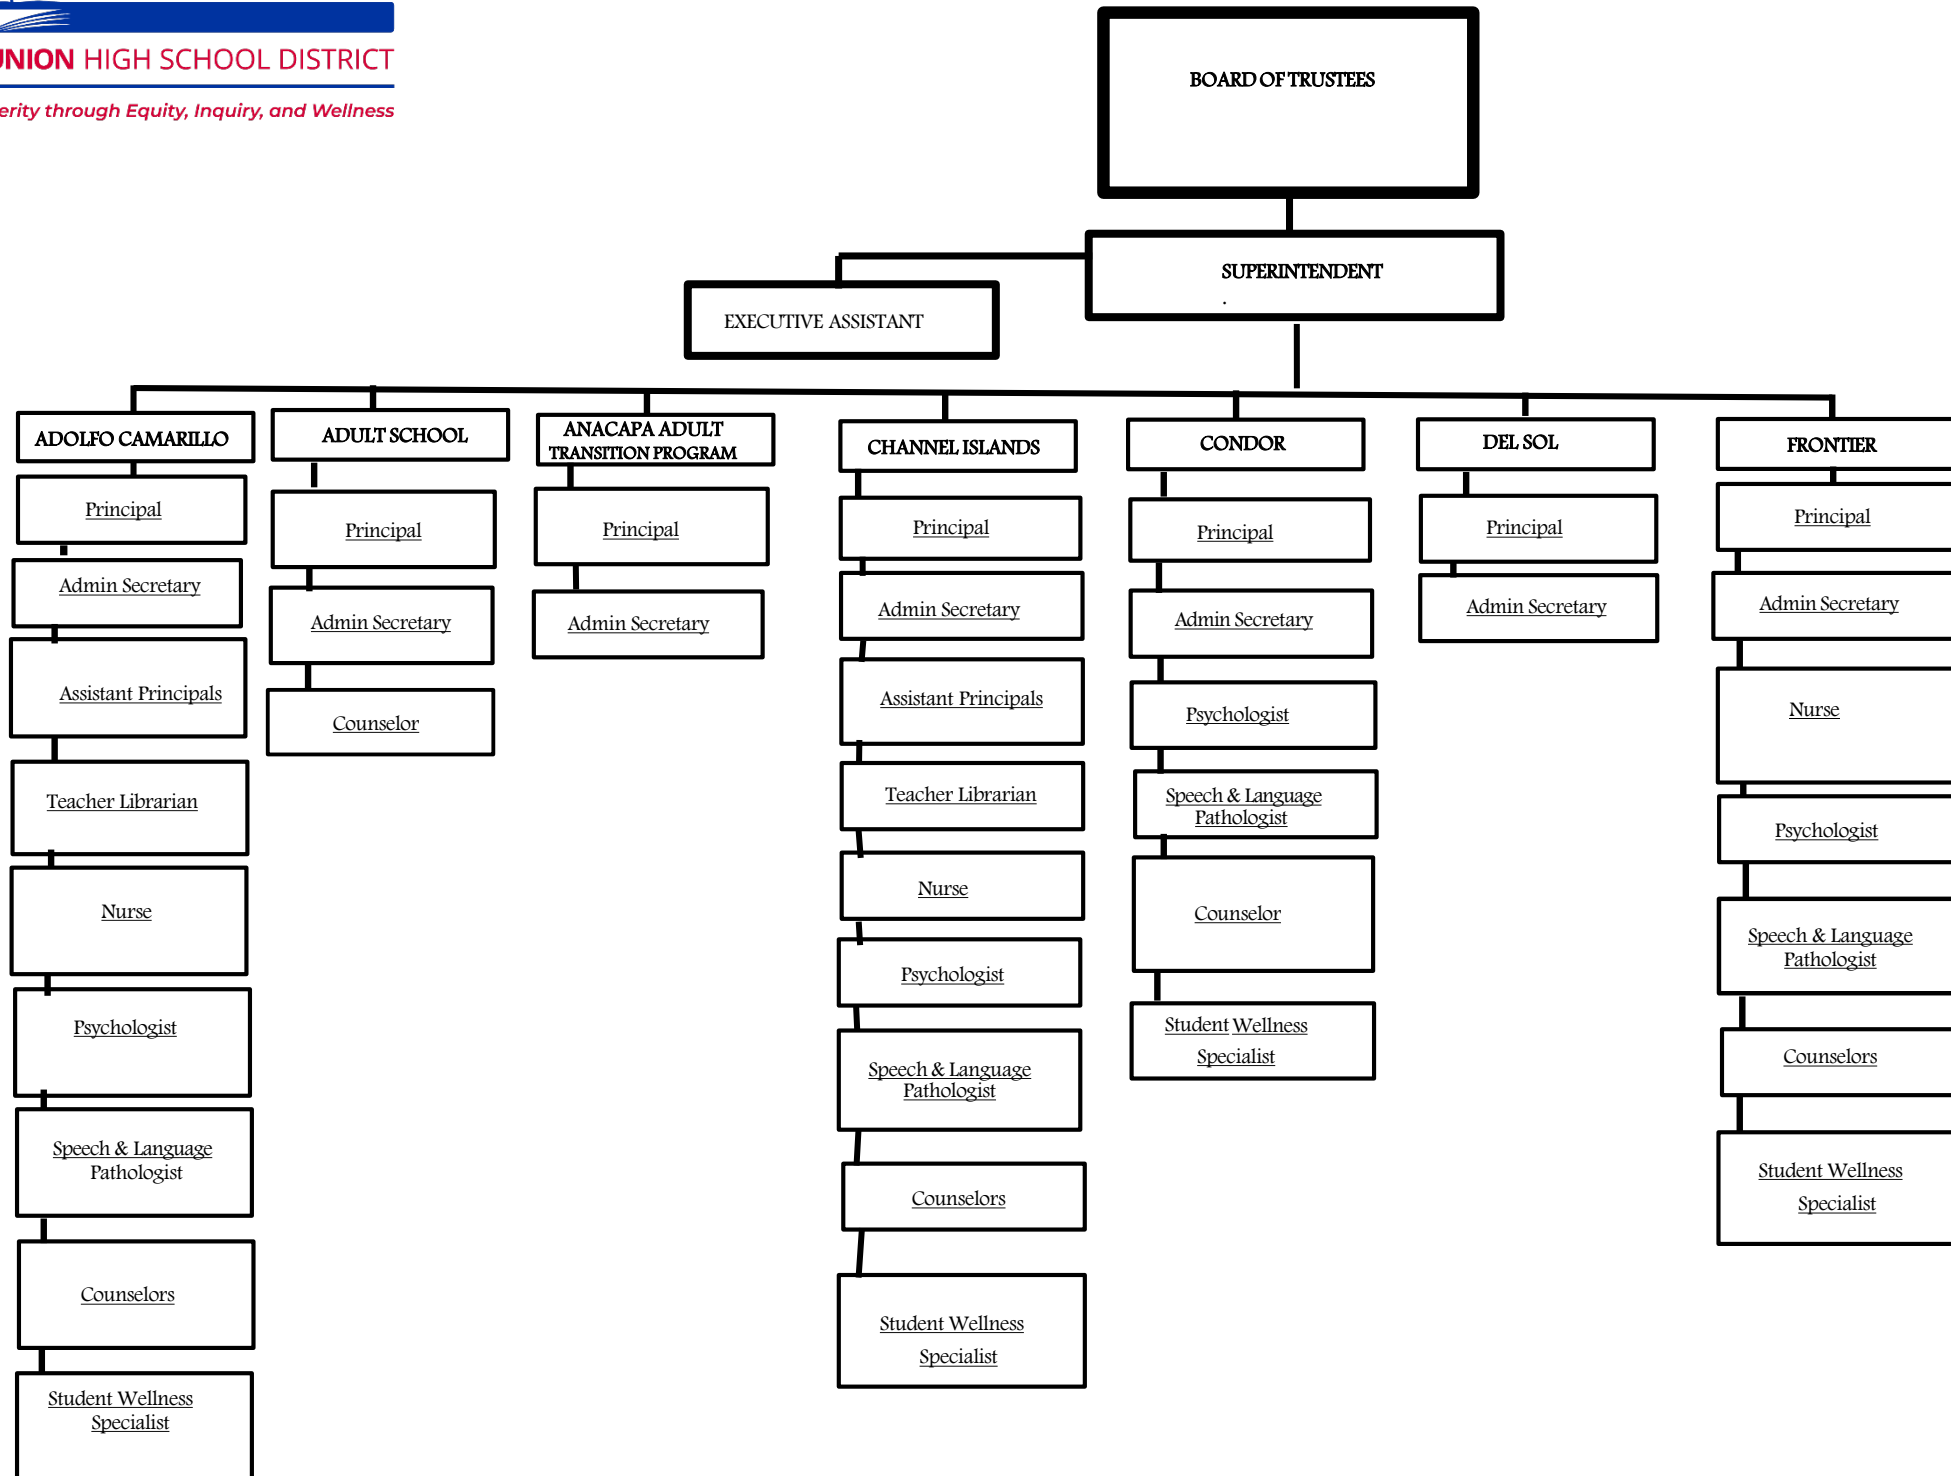 UNION HIGH SCHOOL DISTRICT
erity through Equity, Inquiry, and Wellness
BOARD OF TRUSTEES
SUPERINTENDENT
.
EXECUTIVE ASSISTANT
ADOLFO CAMARILLO
Principal
Admin Secretary
Assistant Principals
Teacher Librarian
Nurse
Psychologist
Speech & Language
Pathologist
Counselors
Student Wellness
Specialist
ADULT SCHOOL
Principal
Admin Secretary
Counselor
ANACAPA ADULT
TRANSITION PROGRAM
Principal
Admin Secretary
CHANNEL ISLANDS
Principal
Admin Secretary
Assistant Principals
Teacher Librarian
Nurse
Psychologist
Speech & Language
Pathologist
Counselors
Student Wellness
Specialist
CONDOR
Principal
Admin Secretary
Psychologist
Speech & Language
Pathologist
Counselor
Student Wellness
Specialist
DEL SOL
Principal
Admin Secretary
FRONTIER
Principal
Admin Secretary
Nurse
Psychologist
Speech & Language
Pathologist
Counselors
Student Wellness
Specialist